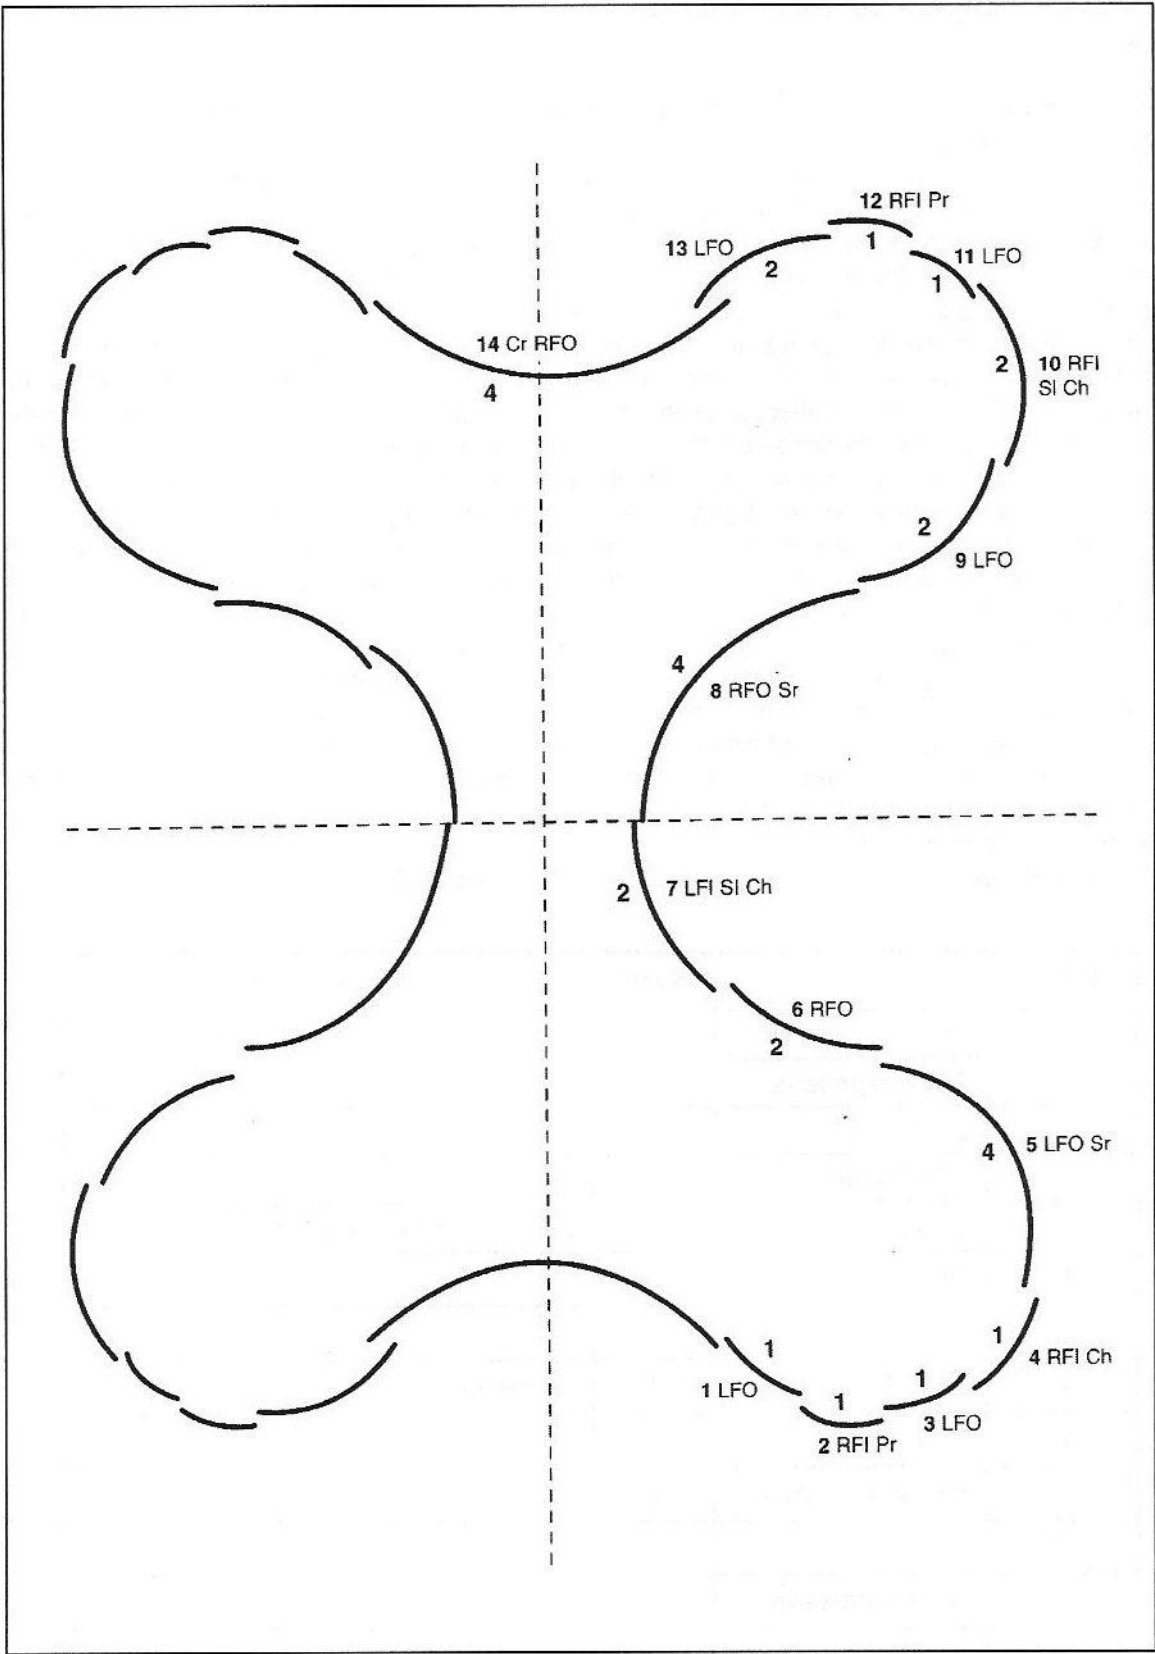 12 RFI Pr
1
13 LFO
2
11 LFO
1
14 Cr RFO
4
2
10 RFI
SI Ch
2
9 LFO
4
8 RFO Sr
7 LFI SI Ch
2
6 RFO
2
5 LFO Sr
4
1
4 RFI Ch
1
1 LFO
1
3 LFO
1
2 RFI Pr